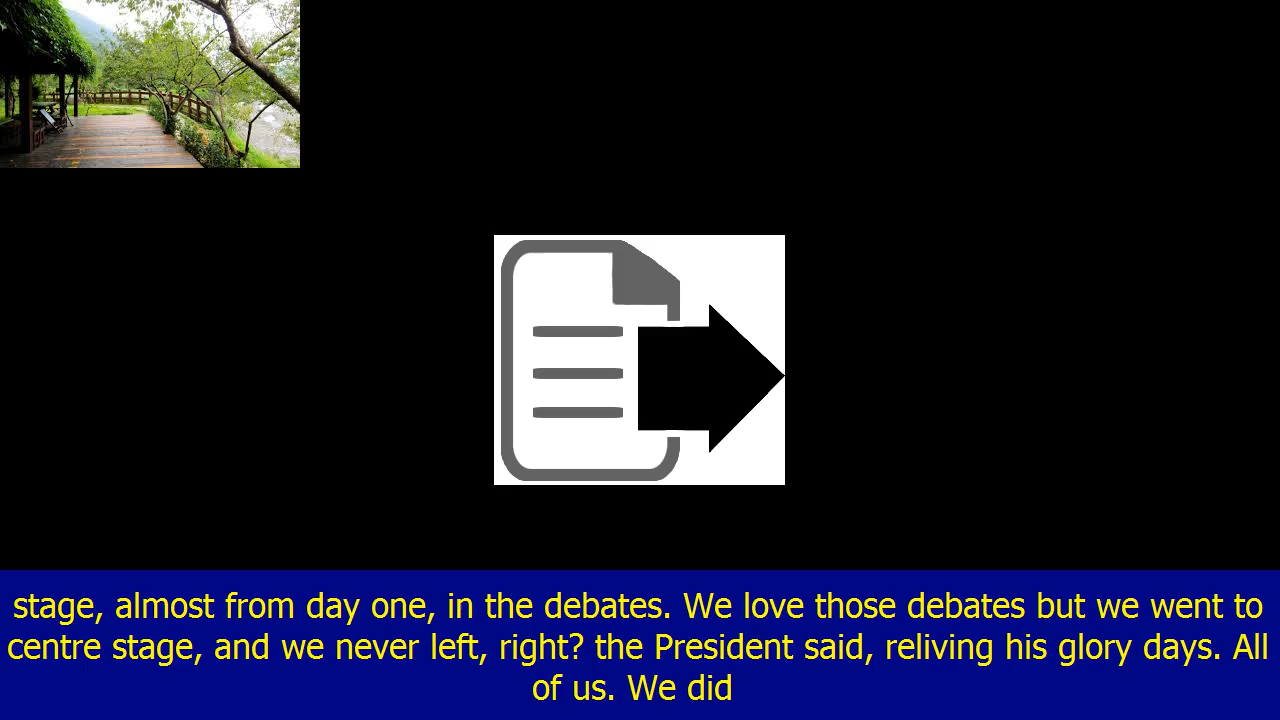 stage, almost from day one, in the debates. We love those debates but we went to
centre stage, and we never left, right? the President said, reliving his glory days. All
of us. We did